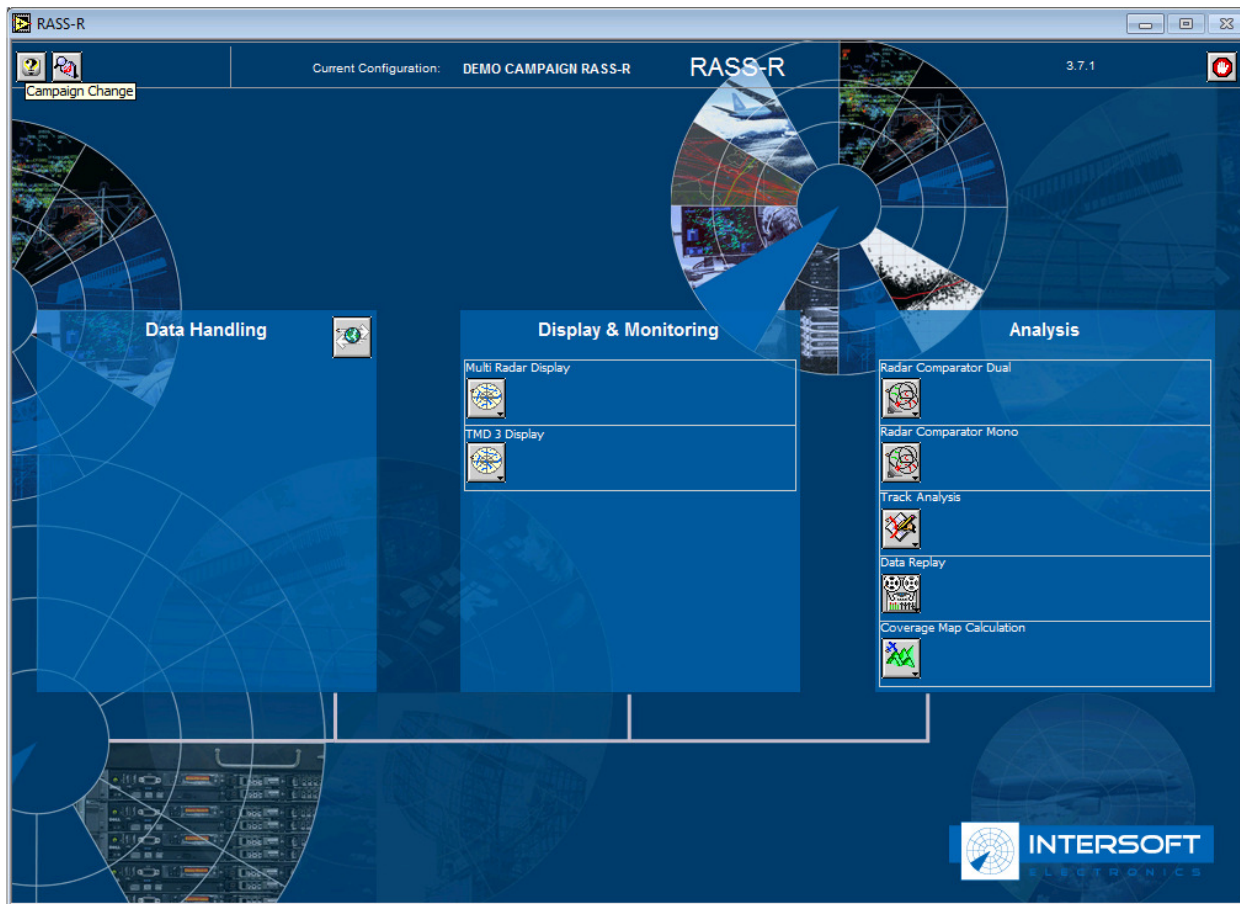 RASS-R
Current Configuration: DEMO CAMPAIGN RASS-R
RASS-R
3.7.1
Campaign Change
Data Handling
Display & Monitoring
Multi Radar Display
TMD 3 Display
Analysis
Radar Comparator Dual
Radar Comparator Mono
Track Analysis
Data Replay
Coverage Map Calculation
INTERSOFT
ELECTRONICS